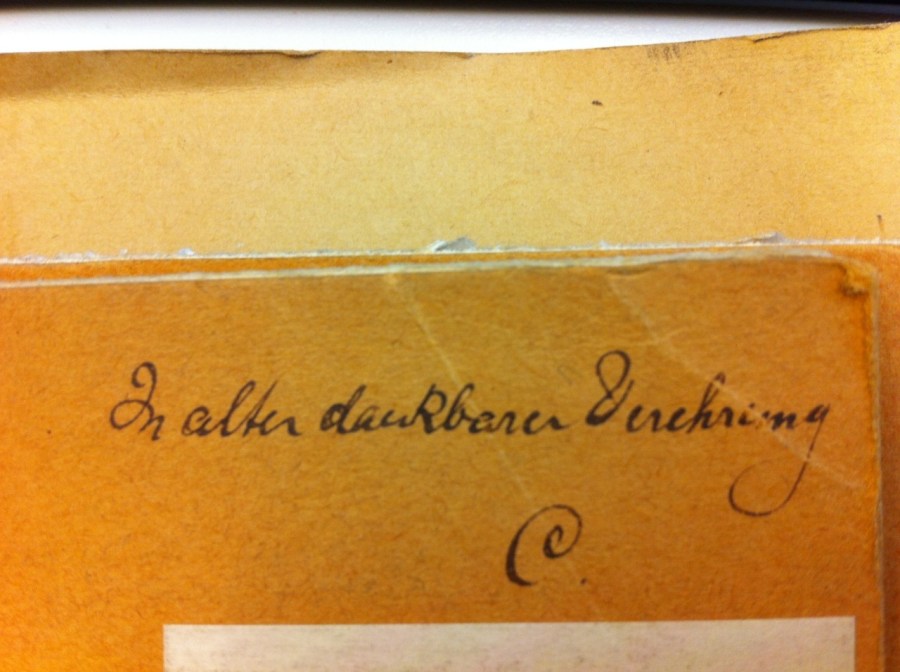 In alter dankbarer Verehrung
C.